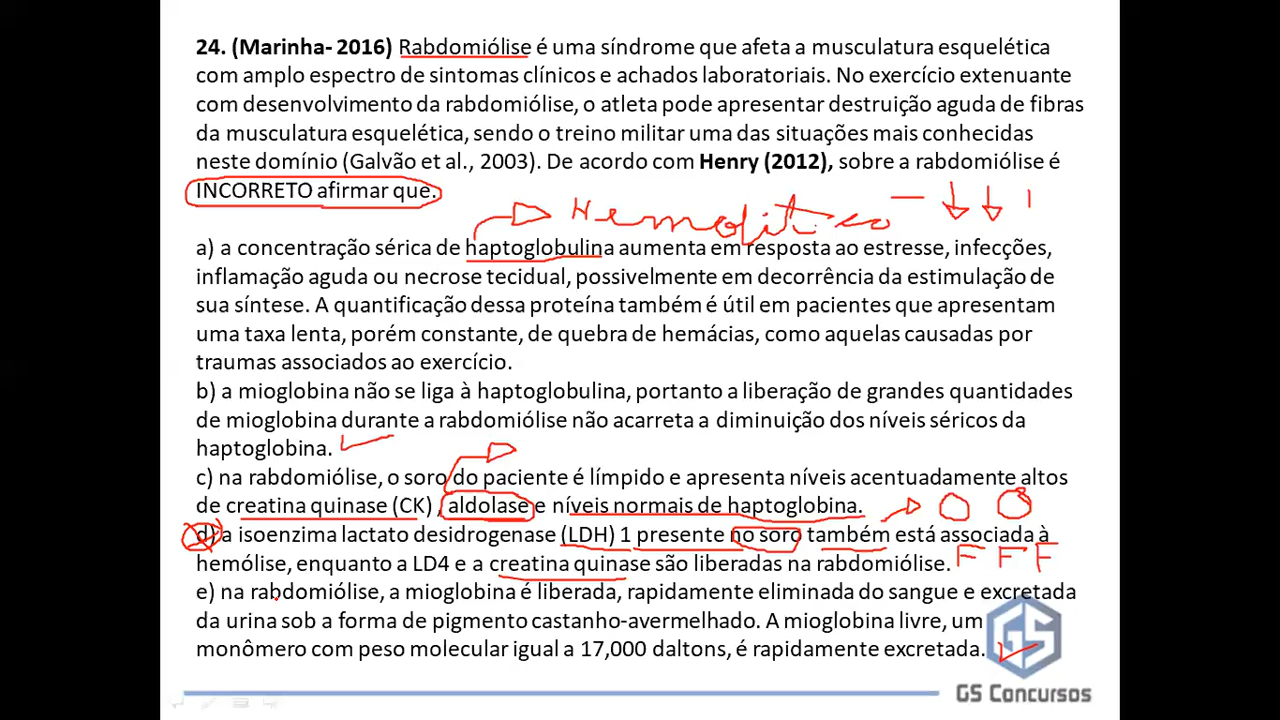 24. (Marinha- 2016) Rabdomiólise é uma síndrome que afeta a musculatura esquelética
com amplo espectro de sintomas clínicos e achados laboratoriais. No exercício extenuante
com desenvolvimento da rabdomiólise, o atleta pode apresentar destruição aguda de fibras
da musculatura esquelética, sendo o treino militar uma das situações mais conhecidas
neste domínio (Galvão et al., 2003). De acordo com Henry (2012), sobre a rabdomiólise é
INCORRETO afirmar que.
Hemolítica
a) a concentração sérica de haptoglobulina aumenta em resposta ao estresse, infecções,
inflamação aguda ou necrose tecidual, possivelmente em decorrência da estimulação de
sua síntese. A quantificação dessa proteína também é útil em pacientes que apresentam
uma taxa lenta, porém constante, de quebra de hemácias, como aquelas causadas por
traumas associados ao exercício.
b) a mioglobina não se liga à haptoglobulina, portanto a liberação de grandes quantidades
de mioglobina durante a rabdomiólise não acarreta a diminuição dos níveis séricos da
haptoglobina.
c) na rabdomiólise, o soro do paciente é límpido e apresenta níveis acentuadamente altos
de creatina quinase (CK) , aldolase e níveis normais de haptoglobina.
d) a isoenzima lactato desidrogenase (LDH) 1 presente no soro também está associada à
hemólise, enquanto a LD4 e a creatina quinase são liberadas na rabdomiólise. F F F
e) na rabdomiólise, a mioglobina é liberada, rapidamente eliminada do sangue e excretada
da urina sob a forma de pigmento castanho-avermelhado. A mioglobina livre, um
monômero com peso molecular igual a 17,000 daltons, é rapidamente excretada.
GS
GS Concursos